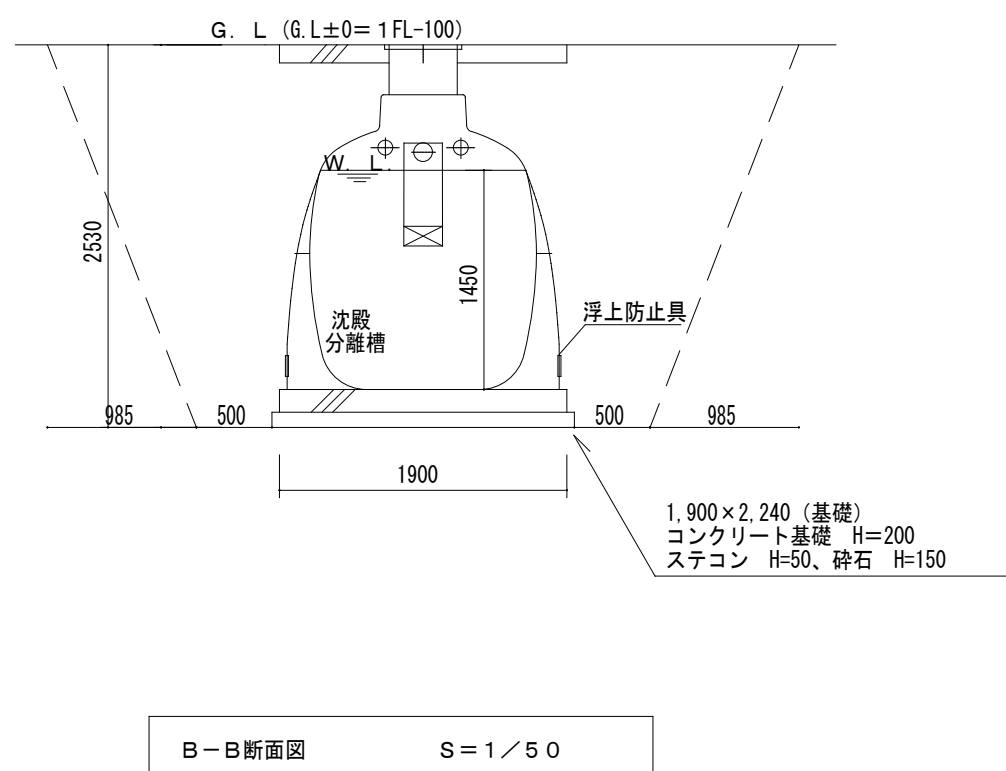 Ｇ．Ｌ（G.L±0=１FL-100）
Ｗ．Ｌ．
2530
1450
沈殿
分離槽
浮上防止具
985
500
500
985
1900
1,900×2,240（基礎）
コンクリート基礎　H＝200
ステコン　H=50、砕石　H=150
Ｂ－Ｂ断面図　Ｓ＝１／５０